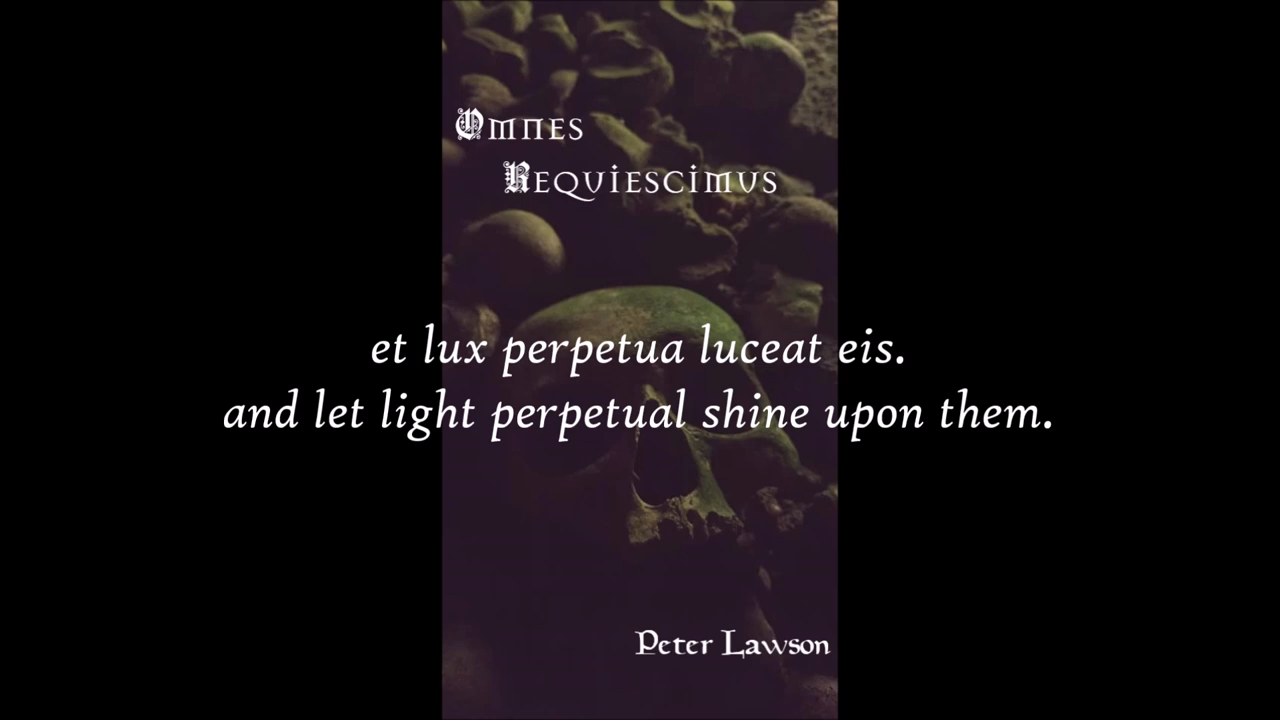 Omnes
Requiescimus
et lux perpetua luceat eis.
and let light perpetual shine upon them.
Peter Lawson